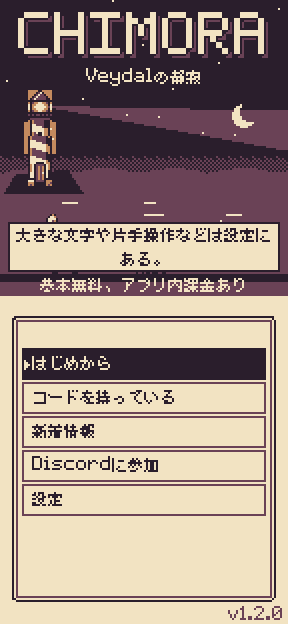 CHIMORA
Veydalの秘密
大きな文字や片手操作などは設定に
ある。
基本無料、アプリ内課金あり
はじめから
コードを持っている
新着情報
Discordに参加
設定
v1.2.0